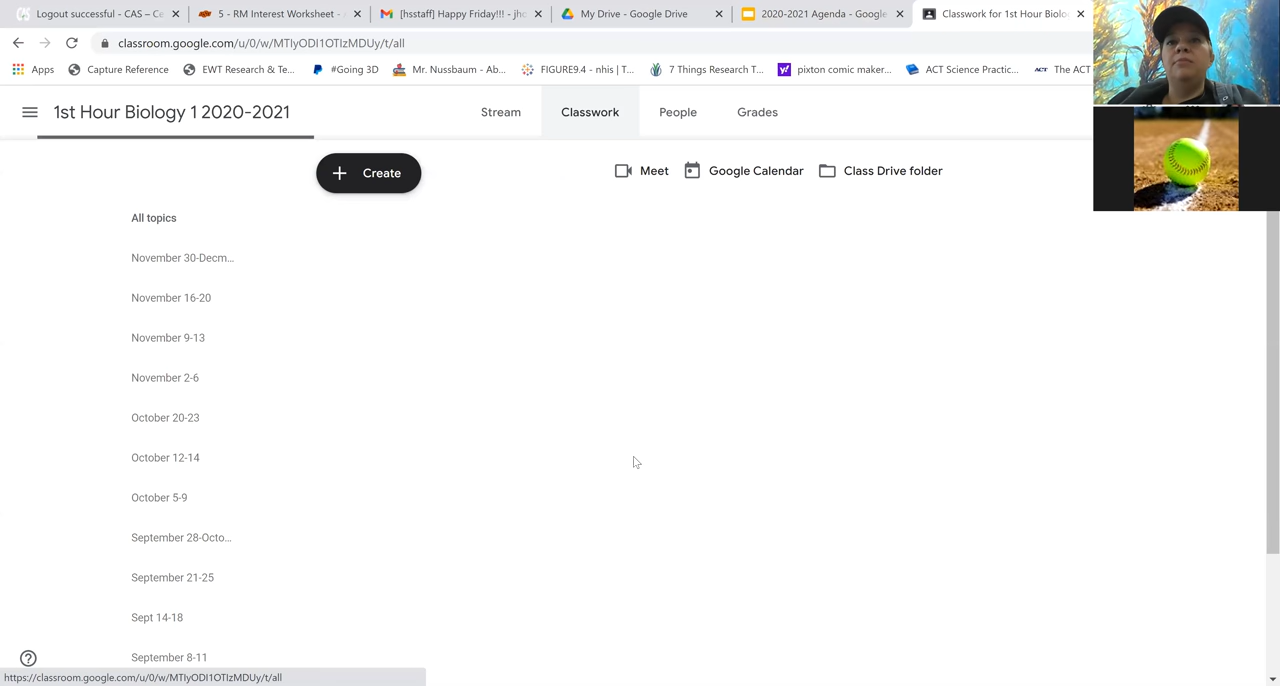 Logout successful - CAS – Ce
5 - RM Interest Worksheet -
[hsstaff] Happy Friday!!! - jhc
My Drive - Google Drive
2020-2021 Agenda - Google
Classwork for 1st Hour Biolo
classroom.google.com/u/0/w/MTIyODI1OTIzMDUy/t/all
Apps
Capture Reference
EWT Research & Te...
#Going 3D
Mr. Nussbaum - Ab...
FIGURE9.4 - nhis | T...
7 Things Research T...
pixton comic maker...
ACT Science Practic...
The ACT
1st Hour Biology 1 2020-2021
Stream
Classwork
People
Grades
Create
Meet
Google Calendar
Class Drive folder
All topics
November 30-Decm...
November 16-20
November 9-13
November 2-6
October 20-23
October 12-14
October 5-9
September 28-Octo...
September 21-25
Sept 14-18
September 8-11
https://classroom.google.com/u/0/w/MTIyODI1OTIzMDUy/t/all